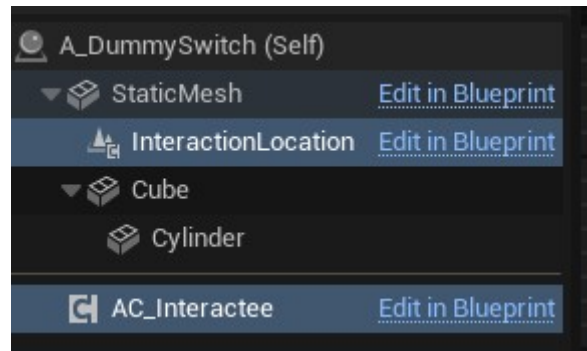 A_DummySwitch (Self)
StaticMesh Edit in Blueprint
InteractionLocation Edit in Blueprint
Cube
Cylinder
AC_Interactee Edit in Blueprint